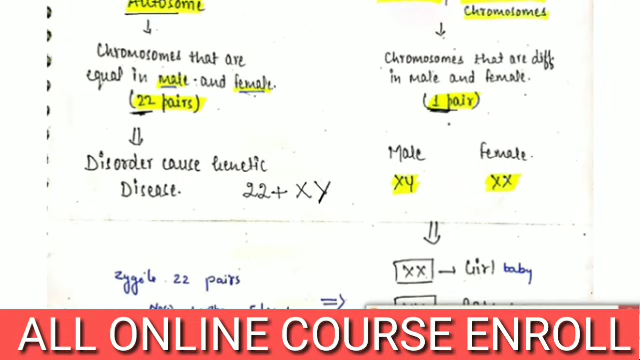 Autosome
Chromosomes
Chromosomes that are
equal in male and female.
(22 pairs)
Disorder cause Genetic
Disease. 22+ XY
Chromosomes that are diff
in male and female.
(1 pair)
Male Female.
XY XX
XX → Girl baby
Zygote 22 pairs
ALL ONLINE COURSE ENROLL